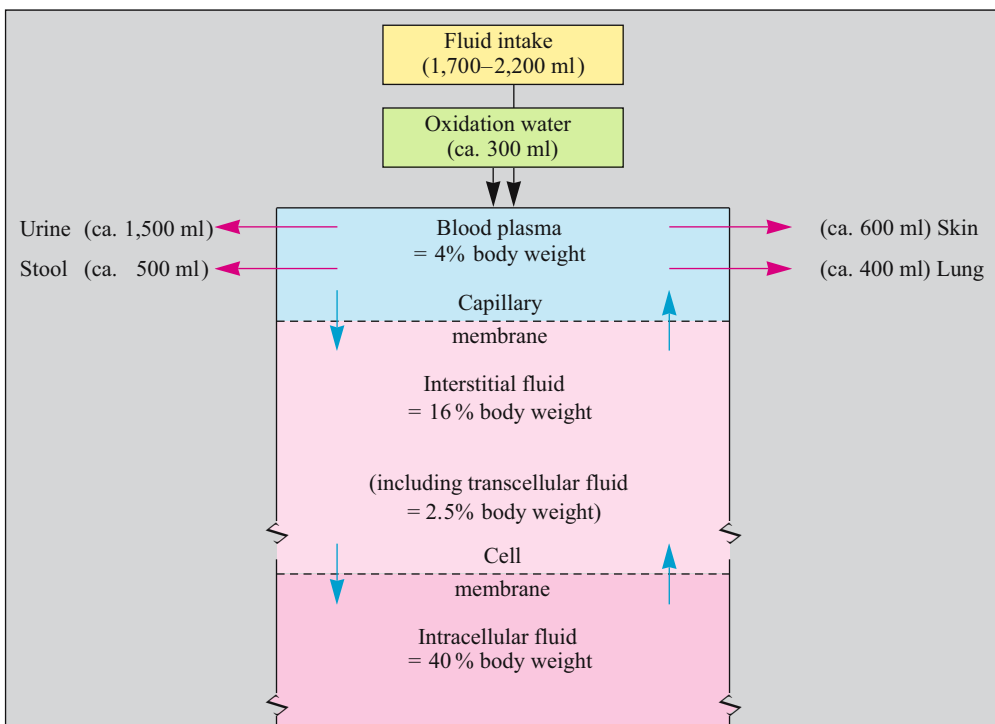 Fluid intake
(1,700–2,200 ml)
Oxidation water
(ca. 300 ml)
Urine (ca. 1,500 ml)
Stool (ca. 500 ml)
Blood plasma
= 4% body weight
(ca. 600 ml) Skin
(ca. 400 ml) Lung
Capillary
membrane
Interstitial fluid
= 16 % body weight
(including transcellular fluid
= 2.5% body weight)
Cell
membrane
Intracellular fluid
= 40 % body weight